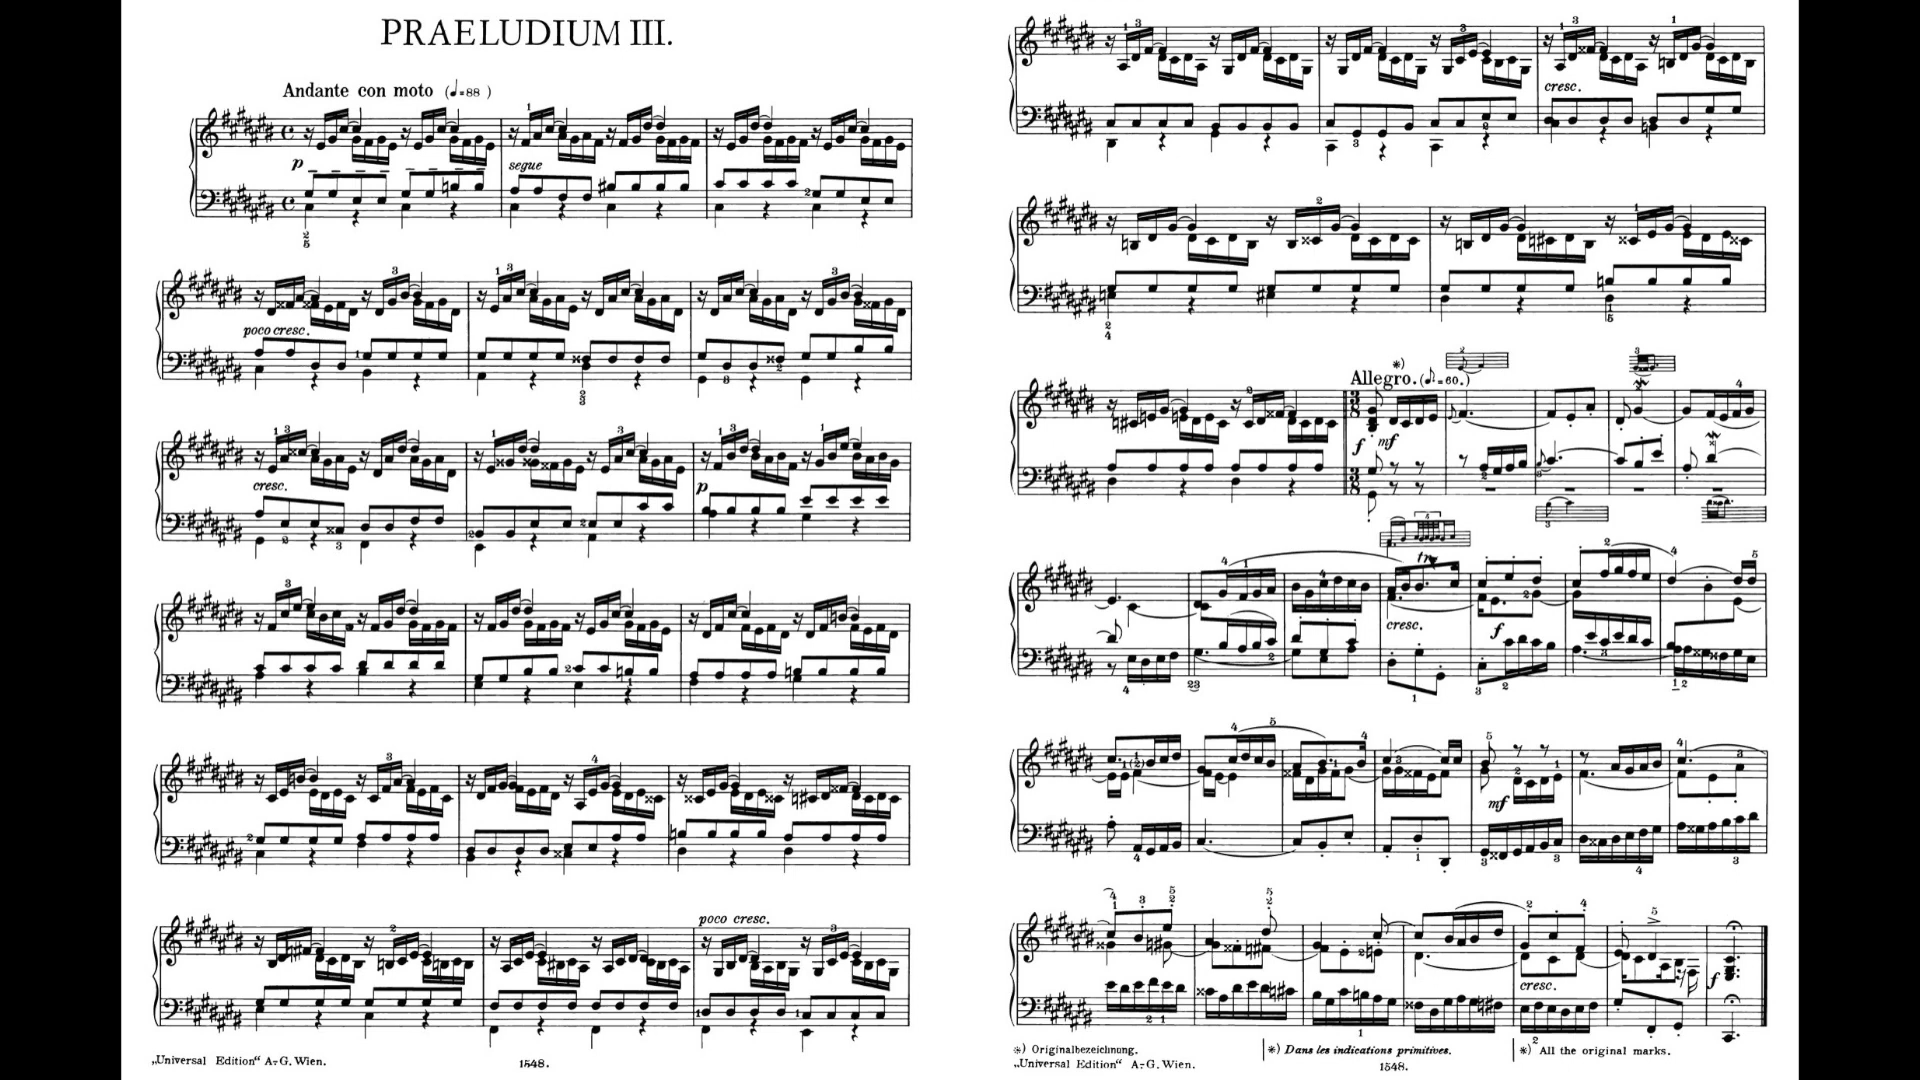 PRAELUDIUM III.
Andante con moto (♩=88 )
p
segue
poco cresc.
cresc.
p
poco cresc.
„Universal Edition“ A.-G. Wien.
1548.
cresc.
*)
Allegro. (♪.=60.)
f mf
tr
cresc.
f
mf
cresc.
f
*) Originalbezeichnung.
*) Dans les indications primitives.
*) All the original marks.
„Universal Edition“ A.-G. Wien.
1548.